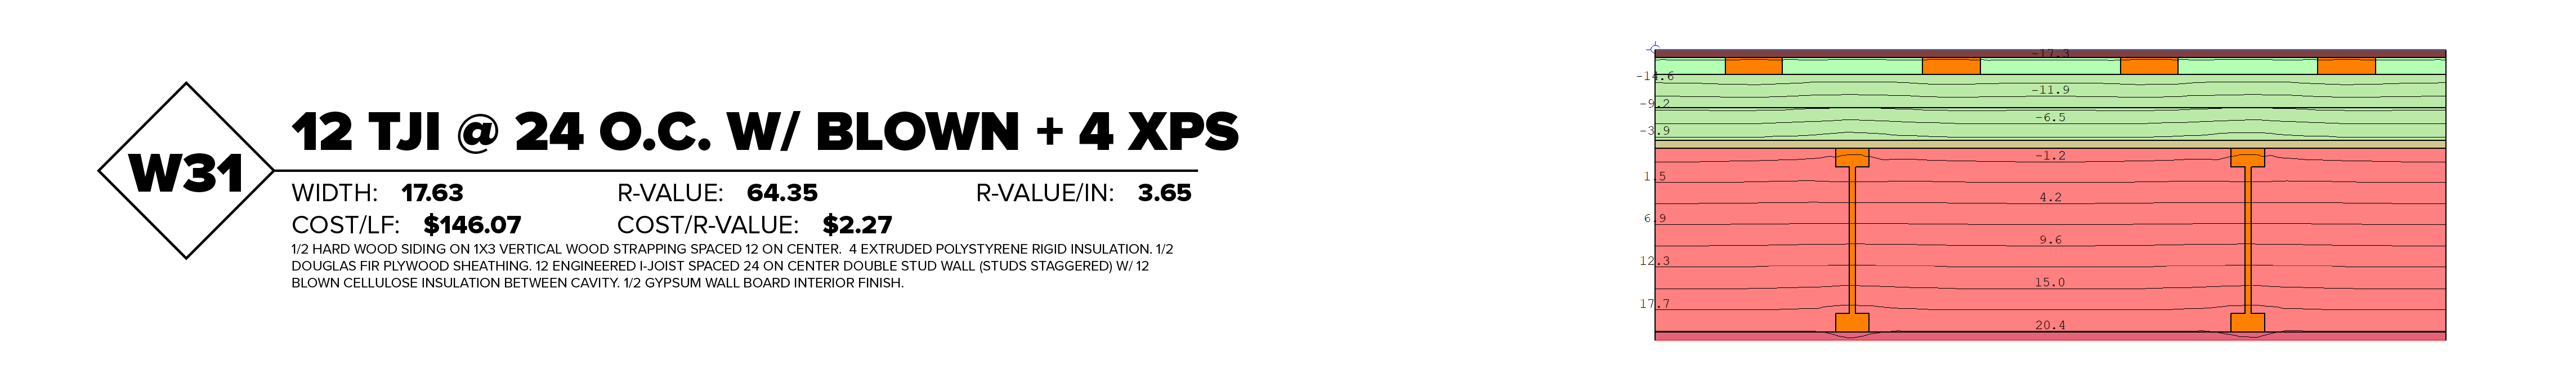 W31
12 TJI @ 24 O.C. W/ BLOWN + 4 XPS
WIDTH: 17.63 R-VALUE: 64.35 R-VALUE/IN: 3.65
COST/LF: $146.07 COST/R-VALUE: $2.27
1/2 HARD WOOD SIDING ON 1X3 VERTICAL WOOD STRAPPING SPACED 12 ON CENTER. 4 EXTRUDED POLYSTYRENE RIGID INSULATION. 1/2
DOUGLAS FIR PLYWOOD SHEATHING. 12 ENGINEERED I-JOIST SPACED 24 ON CENTER DOUBLE STUD WALL (STUDS STAGGERED) W/ 12
BLOWN CELLULOSE INSULATION BETWEEN CAVITY. 1/2 GYPSUM WALL BOARD INTERIOR FINISH.
-17.3
-14.6
-11.9
-9.2
-6.5
-3.9
-1.2
1.5
4.2
6.9
9.6
12.3
15.0
17.7
20.4